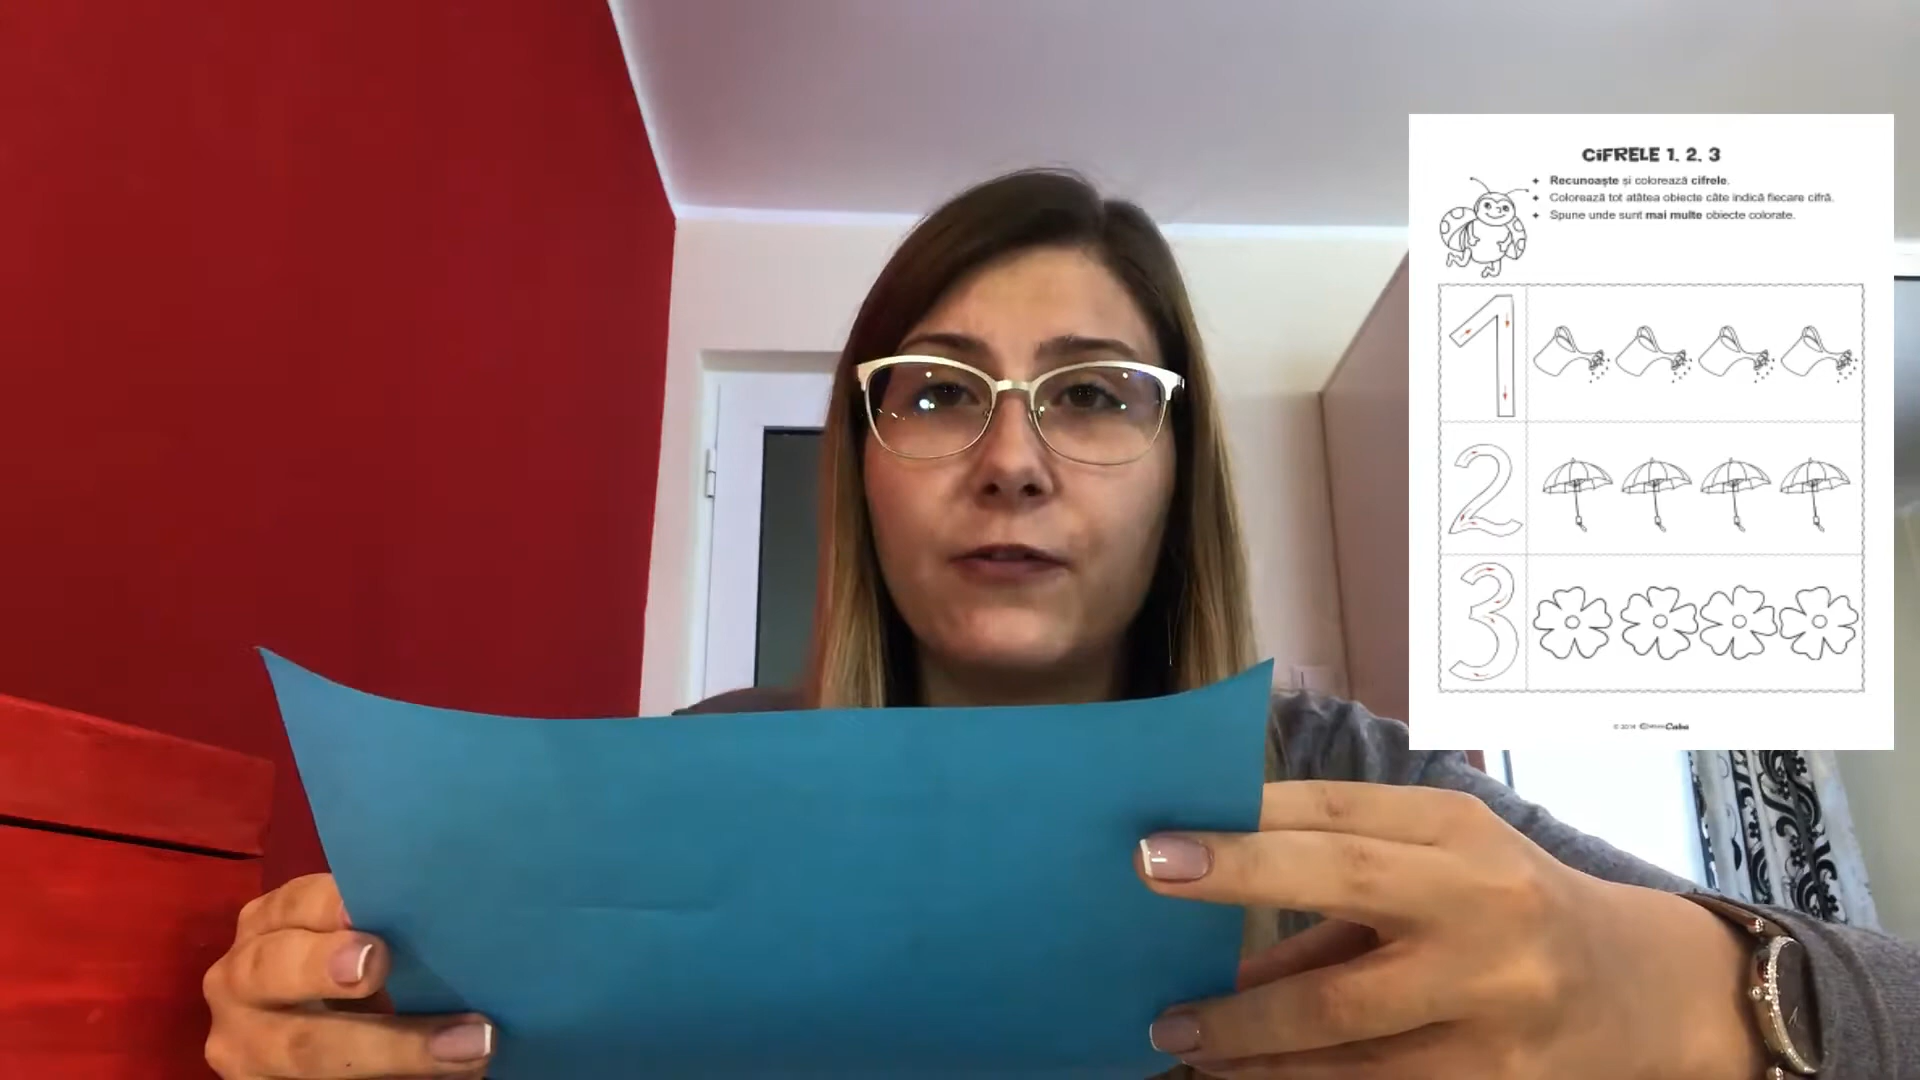 CiFRELE 1, 2, 3
Recunoaște și colorează cifrele.
Colorează tot atâtea obiecte câte indică fiecare cifră.
Spune unde sunt mai multe obiecte colorate.
1
2
3
© 2014